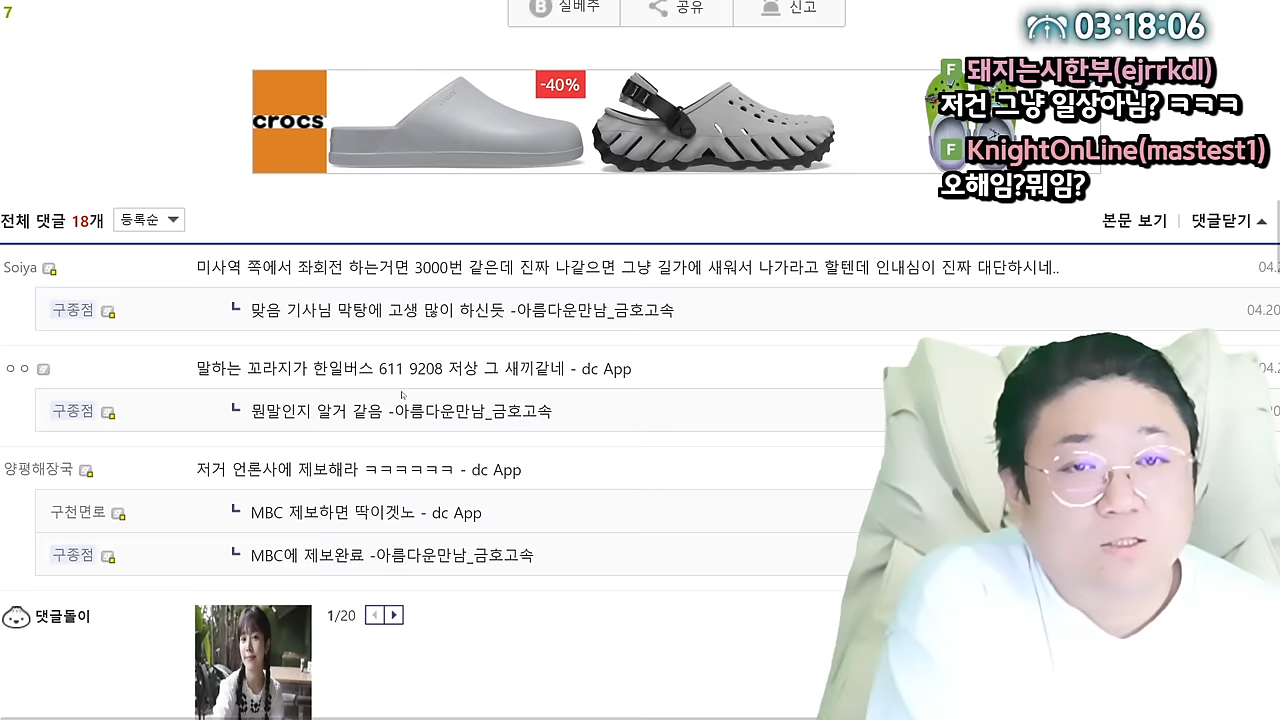 7
실베추
공유
신고
03:18:06
F 돼지는시한부(ejrrkdl)
저건 그냥 일상아님? ㅋㅋㅋ
F KnightOnLine(mastest1)
오해임?뭐임?
crocs
-40%
전체 댓글 18개 등록순
본문 보기 댓글닫기
Soiya 미사역 쪽에서 좌회전 하는거면 3000번 같은데 진짜 나같으면 그냥 길가에 새워서 나가라고 할텐데 인내심이 진짜 대단하시네.. 04.2
구종점 맞음 기사님 막탕에 고생 많이 하신듯 -아름다운만남_금호고속 04.20
ㅇㅇ 말하는 꼬라지가 한일버스 611 9208 저상 그 새끼같네 - dc App 04.2
구종점 뭔말인지 알거 같음 -아름다운만남_금호고속
양평해장국 저거 언론사에 제보해라 ㅋㅋㅋㅋㅋㅋ - dc App
구천면로 MBC 제보하면 딱이겟노 - dc App
구종점 MBC에 제보완료 -아름다운만남_금호고속
댓글돌이 1/20